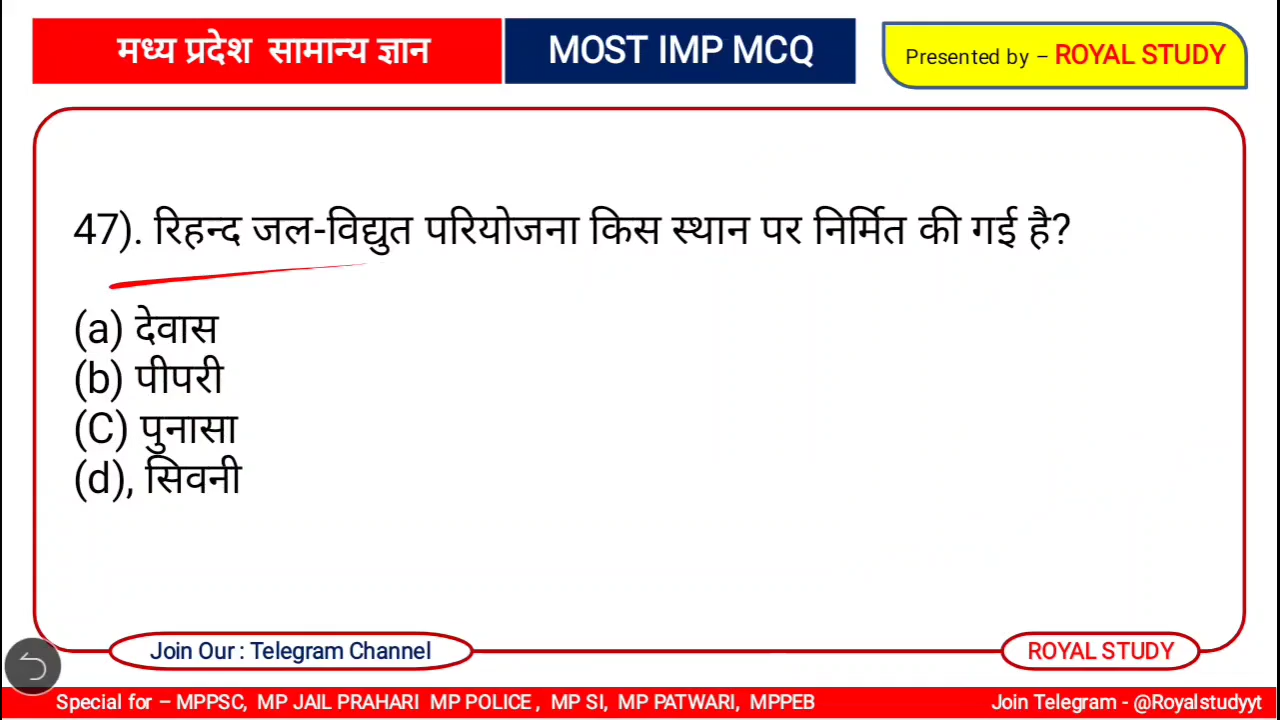 मध्य प्रदेश सामान्य ज्ञान
MOST IMP MCQ
Presented by – ROYAL STUDY
47). रिहन्द जल-विद्युत परियोजना किस स्थान पर निर्मित की गई है?
(a) देवास
(b) पीपरी
(C) पुनासा
(d), सिवनी
Join Our : Telegram Channel
ROYAL STUDY
Special for – MPPSC, MP JAIL PRAHARI MP POLICE , MP SI, MP PATWARI, MPPEB
Join Telegram - @Royalstudyyt